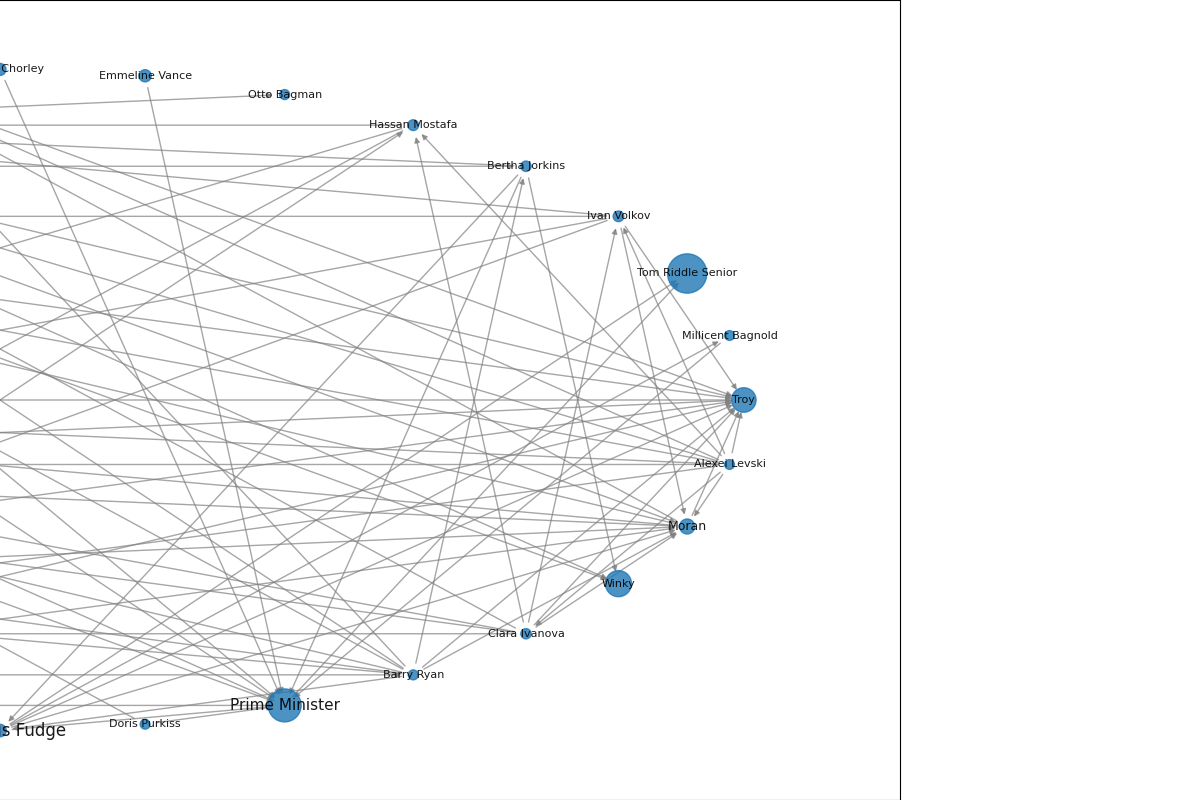 Chorley
Emmeline Vance
Otto Bagman
Hassan Mostafa
Bertha Jorkins
Ivan Volkov
Tom Riddle Senior
Millicent Bagnold
Troy
Alexei Levski
Moran
Winky
Clara Ivanova
Barry Ryan
Prime Minister
Doris Purkiss
s Fudge